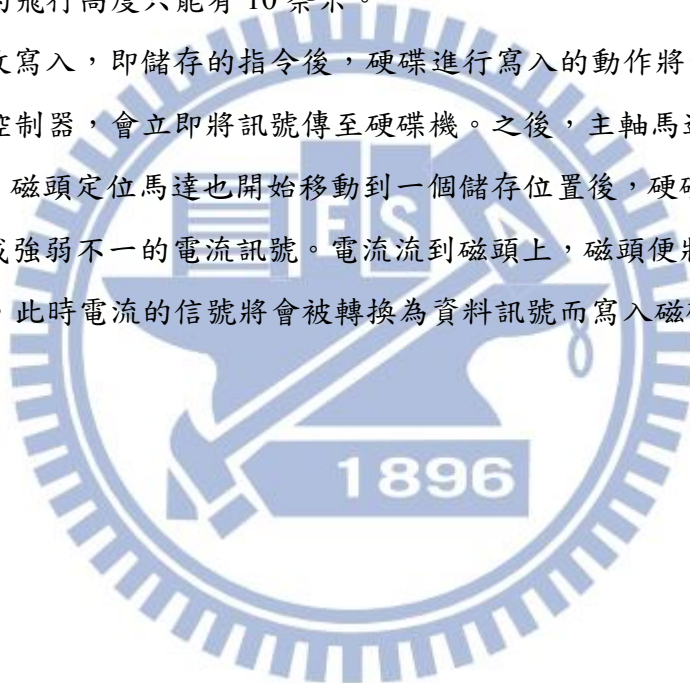 的飛行高度只能有 10 奈米。
收寫入，即儲存的指令後，硬碟進行寫入的動作將
控制器，會立即將訊號傳至硬碟機。之後，主軸馬達
磁頭定位馬達也開始移動到一個儲存位置後，硬碟
成強弱不一的電流訊號。電流流到磁頭上，磁頭便將
，此時電流的信號將會被轉換為資料訊號而寫入磁碟
E S A
1896